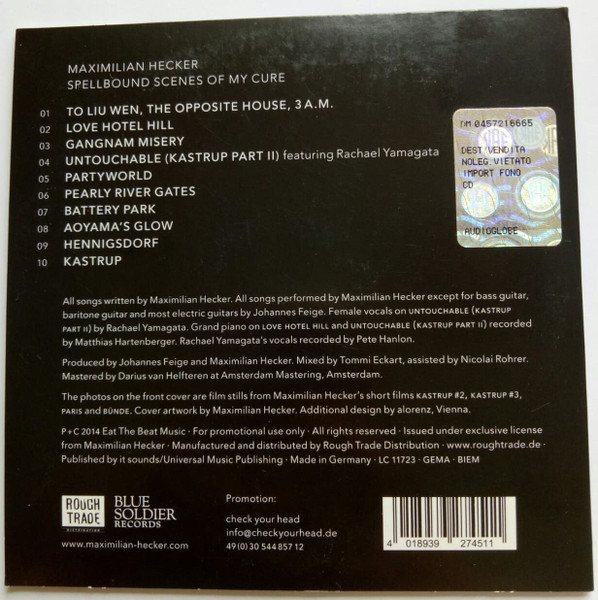 MAXIMILIAN HECKER
SPELLBOUND SCENES OF MY CURE
01 TO LIU WEN, THE OPPOSITE HOUSE, 3 A.M.
02 LOVE HOTEL HILL
03 GANGNAM MISERY
04 UNTOUCHABLE (KASTRUP PART II) featuring Rachael Yamagata
05 PARTYWORLD
06 PEARLY RIVER GATES
07 BATTERY PARK
08 AOYAMA'S GLOW
09 HENNIGSDORF
10 KASTRUP
DM 0457216665
DEST.VENDITA
NOLEG.VIETATO
IMPORT FONO
CD
AUDIOGLOBE
All songs written by Maximilian Hecker. All songs performed by Maximilian Hecker except for bass guitar,
baritone guitar and most electric guitars by Johannes Feige. Female vocals on UNTOUCHABLE (KASTRUP
PART II) by Rachael Yamagata. Grand piano on LOVE HOTEL HILL and UNTOUCHABLE (KASTRUP PART II) recorded
by Matthias Hartenberger. Rachael Yamagata's vocals recorded by Pete Hanlon.
Produced by Johannes Feige and Maximilian Hecker. Mixed by Tommi Eckart, assisted by Nicolai Rohrer.
Mastered by Darius van Helfteren at Amsterdam Mastering, Amsterdam.
The photos on the front cover are film stills from Maximilian Hecker's short films KASTRUP #2, KASTRUP #3,
PARIS and BÜNDE. Cover artwork by Maximilian Hecker. Additional design by alorenz, Vienna.
P+C 2014 Eat The Beat Music · For promotional use only · All rights reserved · Issued under exclusive license
from Maximilian Hecker · Manufactured and distributed by Rough Trade Distribution · www.roughtrade.de ·
Published by it sounds/Universal Music Publishing · Made in Germany · LC 11723 · GEMA · BIEM
ROUGH
TRADE
DISTRIBUTION
BLUE
SOLDIER
RECORDS
www.maximilian-hecker.com
Promotion:
check your head
info@checkyourhead.de
49 (0) 30 544 857 12
4 018939 274511